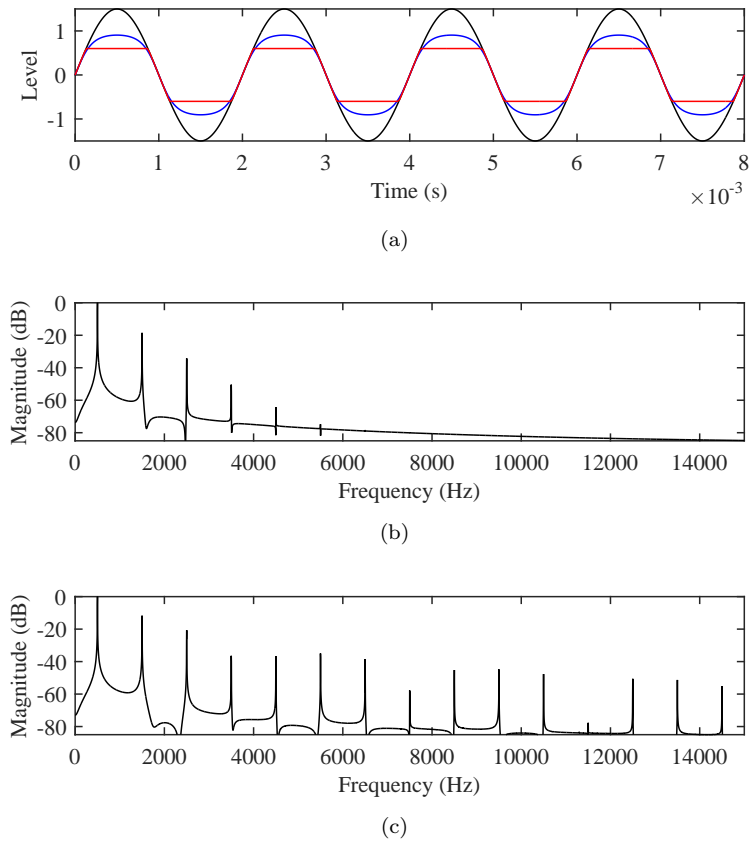 1
0
-1
Level
0 1 2 3 4 5 6 7 8
Time (s)
×10⁻³
(a)
0
-20
-40
-60
-80
Magnitude (dB)
0 2000 4000 6000 8000 10000 12000 14000
Frequency (Hz)
(b)
0
-20
-40
-60
-80
Magnitude (dB)
0 2000 4000 6000 8000 10000 12000 14000
Frequency (Hz)
(c)